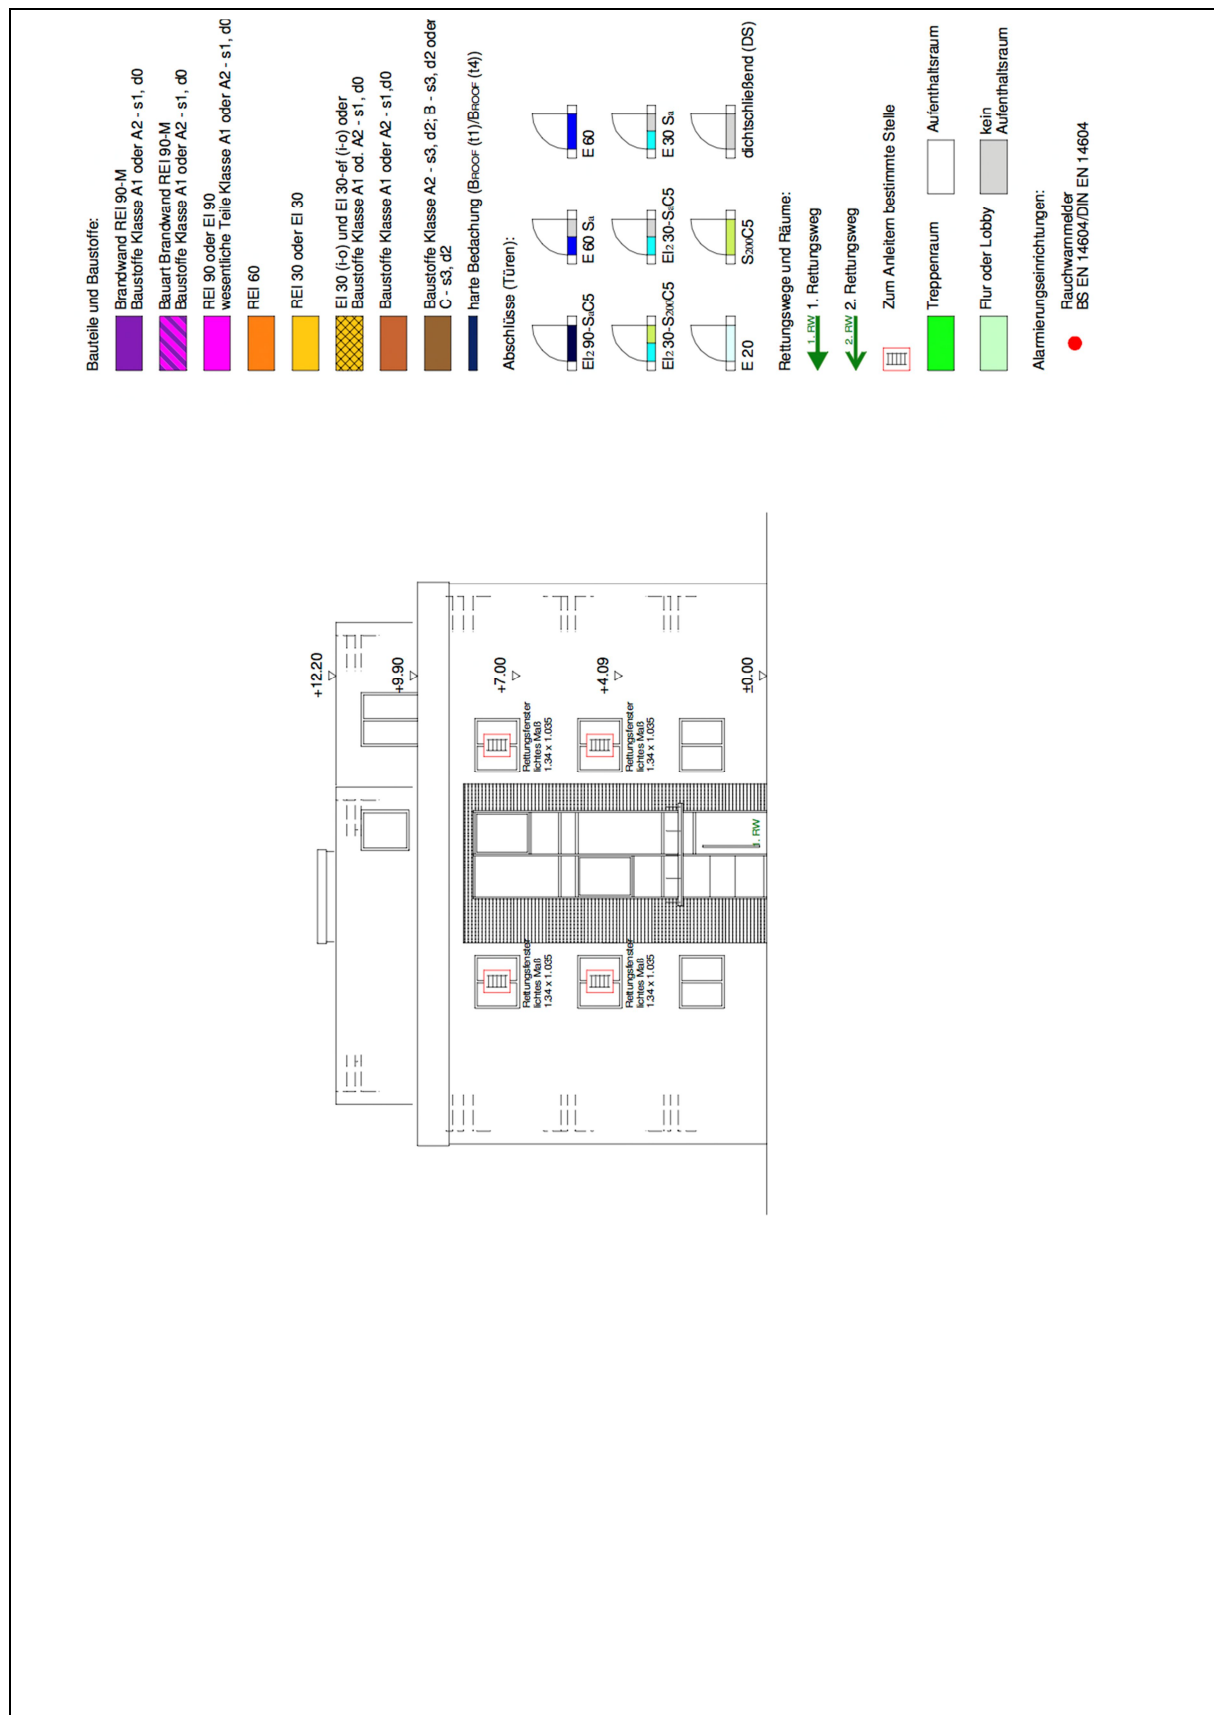 +12.20
+9.90
+7.00
+4.09
±0.00
Rettungsfenster
lichtes Maß
1.34 x 1.035
Rettungsfenster
lichtes Maß
1.34 x 1.035
Rettungsfenster
lichtes Maß
1.34 x 1.035
Rettungsfenster
lichtes Maß
1.34 x 1.035
1. RW
Bauteile und Baustoffe:
Brandwand REI 90-M
Baustoffe Klasse A1 oder A2 - s1, d0
Bauart Brandwand REI 90-M
Baustoffe Klasse A1 oder A2 - s1, d0
REI 90 oder EI 90
wesentliche Teile Klasse A1 oder A2 - s1, d0
REI 60
REI 30 oder EI 30
EI 30 (i-o) und EI 30-ef (i-o) oder
Baustoffe Klasse A1 od. A2 - s1, d0
Baustoffe Klasse A1 oder A2 - s1,d0
Baustoffe Klasse A2 - s3, d2; B - s3, d2 oder
C - s3, d2
harte Bedachung (BROOF (t1)/BROOF (t4))
Abschlüsse (Türen):
EI2 90-SaC5
E 60 Sa
E 60
EI2 30-S200C5
EI2 30-SaC5
E 30 Sa
E 20
S200C5
dichtschließend (DS)
Rettungswege und Räume:
1. RW
1. Rettungsweg
2. RW
2. Rettungsweg
Zum Anleitern bestimmte Stelle
Treppenraum
Aufenthaltsraum
Flur oder Lobby
kein
Aufenthaltsraum
Alarmierungseinrichtungen:
Rauchwarnmelder
BS EN 14604/DIN EN 14604